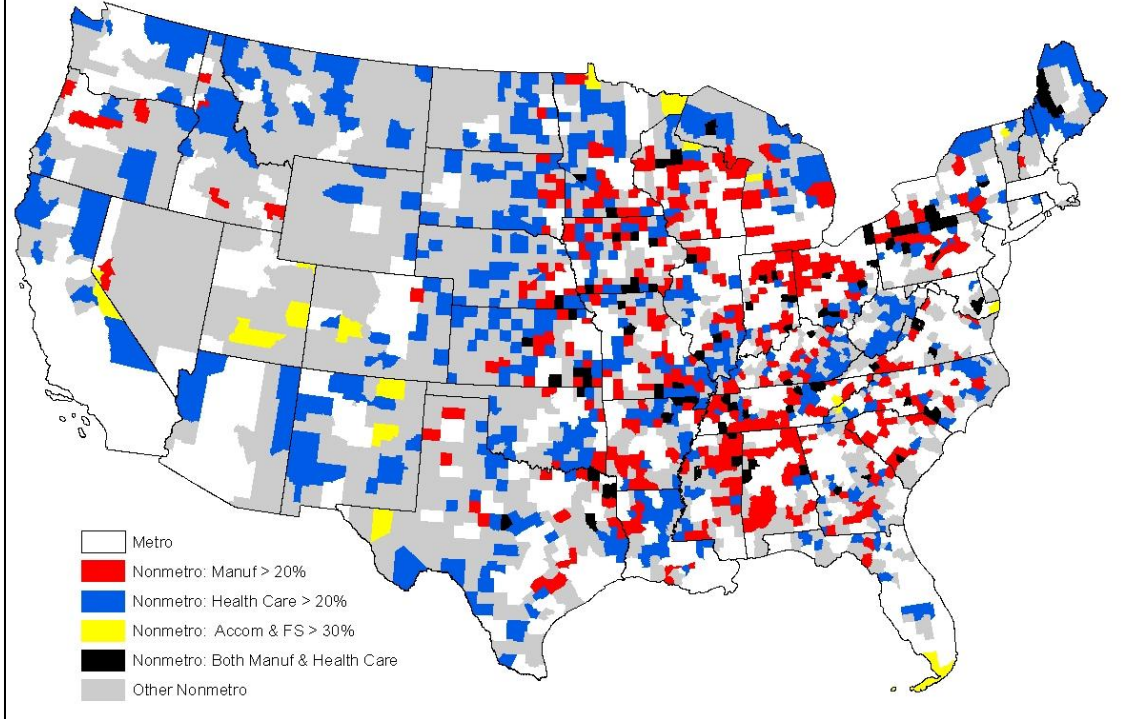 Metro
Nonmetro: Manuf > 20%
Nonmetro: Health Care > 20%
Nonmetro: Accom & FS > 30%
Nonmetro: Both Manuf & Health Care
Other Nonmetro